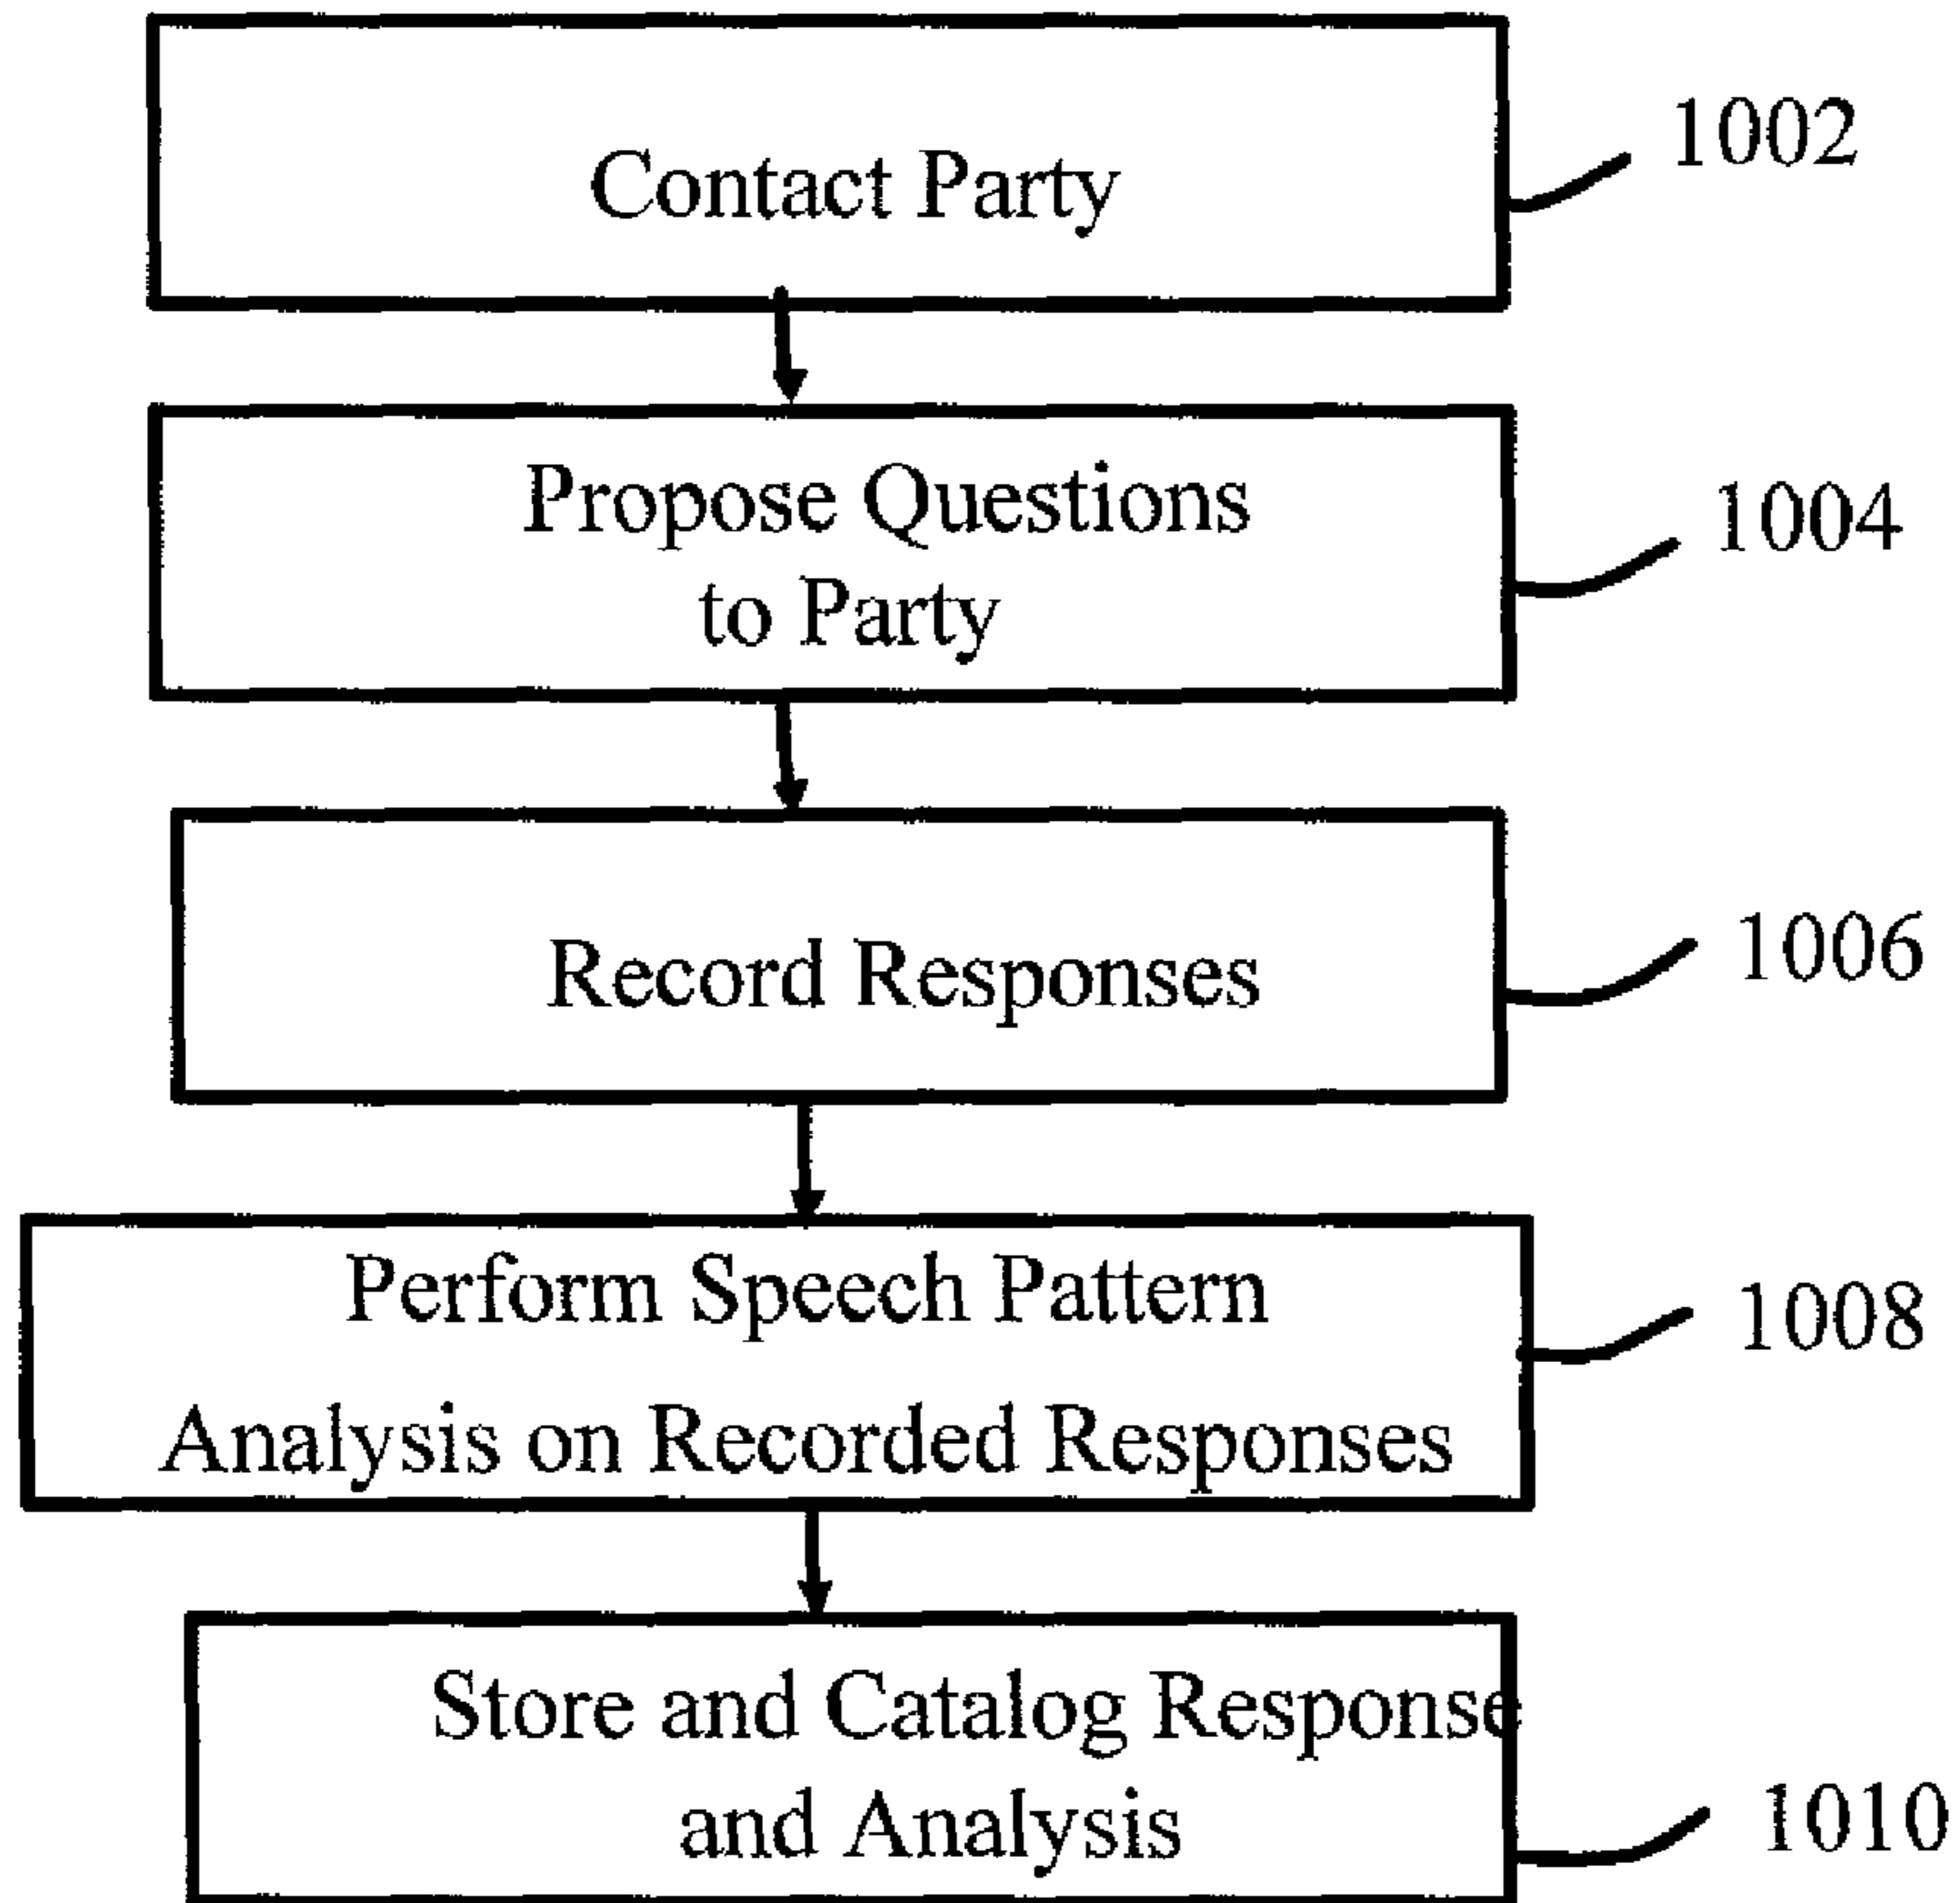 Contact Party
1002
Propose Questions
to Party
1004
Record Responses
1006
Perform Speech Pattern
Analysis on Recorded Responses
1008
Store and Catalog Response
and Analysis
1010